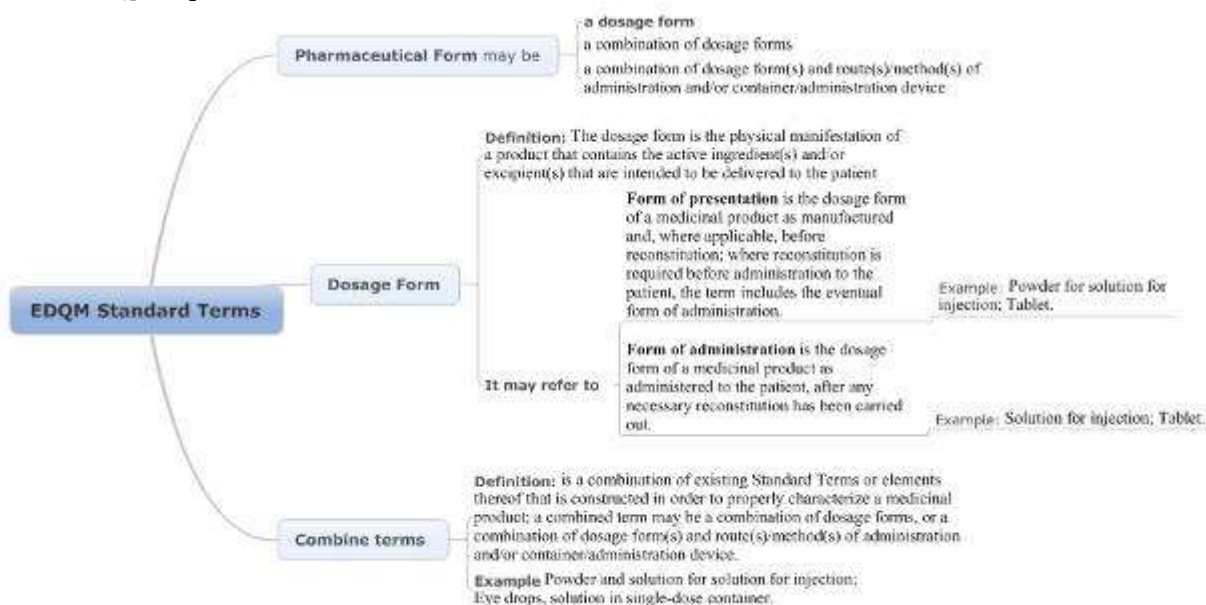 a dosage form
Pharmaceutical Form may be
a combination of dosage forms
a combination of dosage form(s) and route(s)/method(s) of
administration and/or container/administration device
Definition: The dosage form is the physical manifestation of
a product that contains the active ingredient(s) and/or
excipient(s) that are intended to be delivered to the patient
Form of presentation is the dosage form
of a medicinal product as manufactured
and, where applicable, before
reconstitution; where reconstitution is
required before administration to the
patient, the term includes the eventual
form of administration.
Example: Powder for solution for
injection; Tablet.
Dosage Form
EDQM Standard Terms
It may refer to
Form of administration is the dosage
form of a medicinal product as
administered to the patient, after any
necessary reconstitution has been carried
out.
Example: Solution for injection; Tablet.
Combine terms
Definition: is a combination of existing Standard Terms or elements
thereof that is constructed in order to properly characterize a medicinal
product; a combined term may be a combination of dosage forms, or a
combination of dosage form(s) and route(s)/method(s) of administration
and/or container/administration device.
Example Powder and solution for solution for injection;
Eye drops, solution in single-dose container.